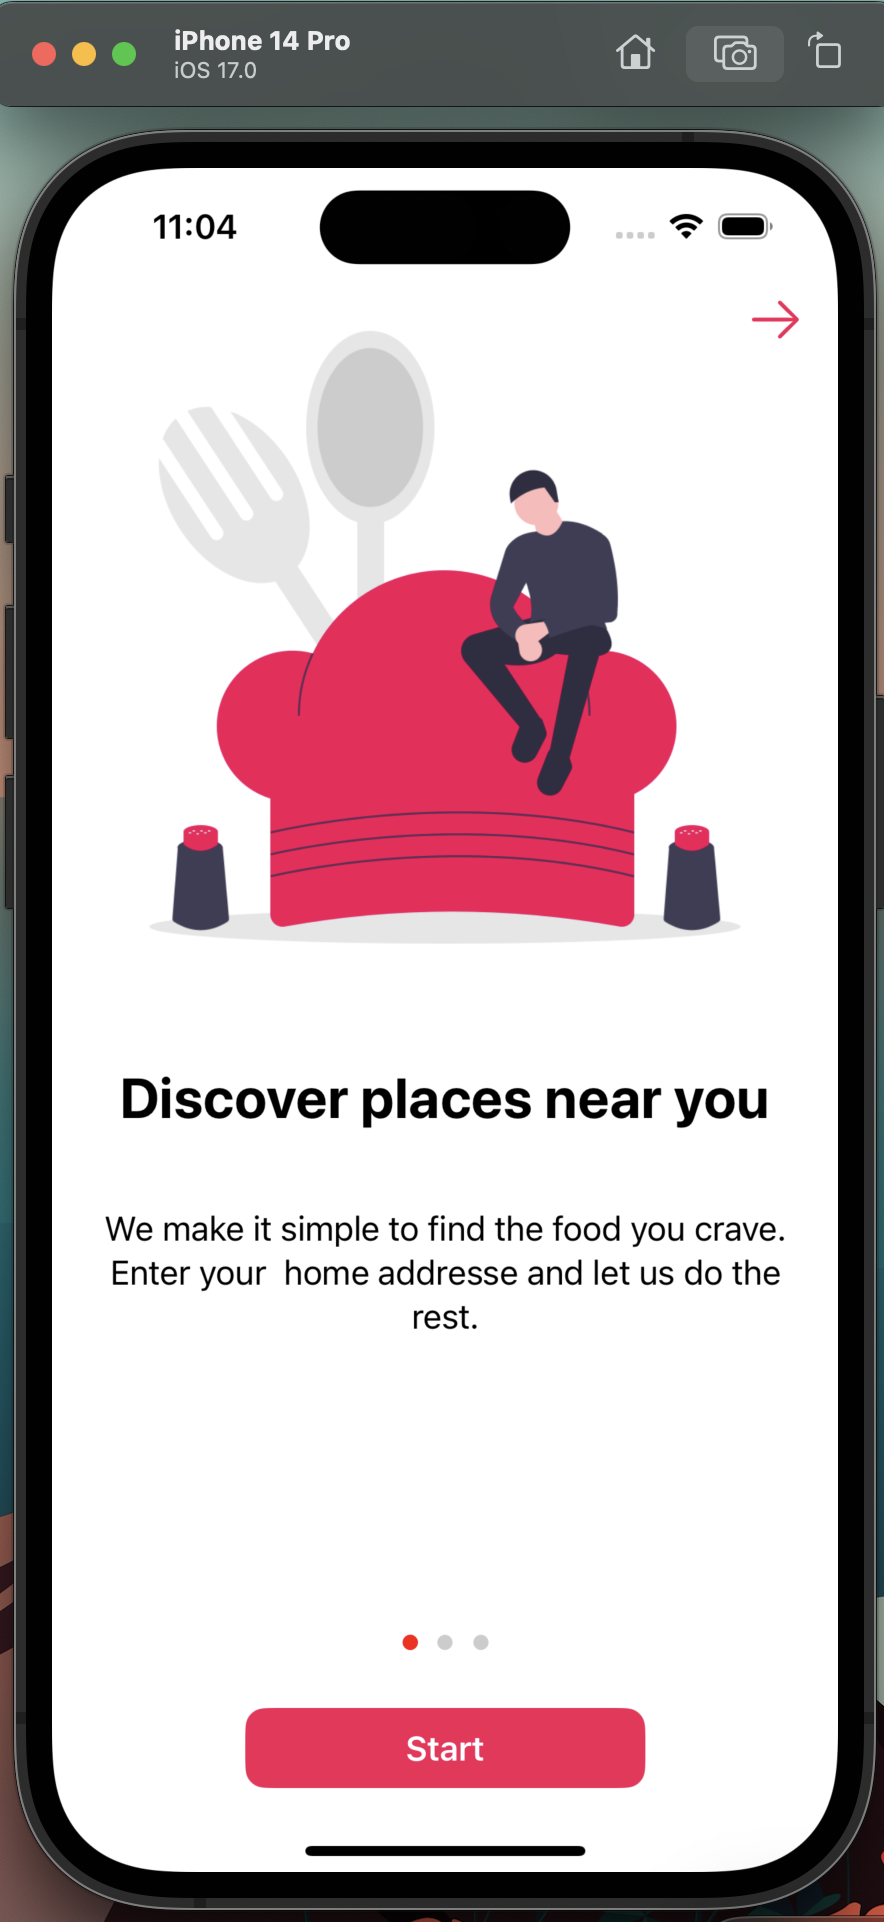 iPhone 14 Pro
iOS 17.0
11:04
Discover places near you
We make it simple to find the food you crave.
Enter your  home addresse and let us do the
rest.
Start